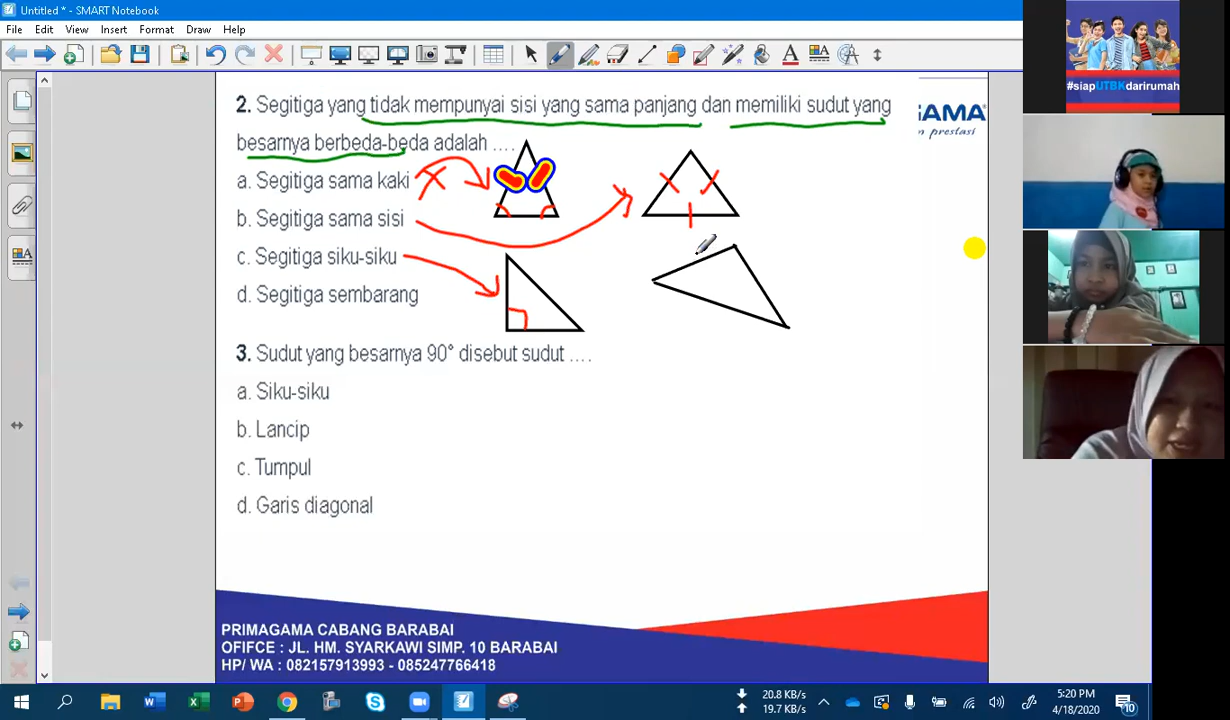 Untitled * - SMART Notebook
File Edit View Insert Format Draw Help
#siapUTBKdarirumah
2. Segitiga yang tidak mempunyai sisi yang sama panjang dan memiliki sudut yang
besarnya berbeda-beda adalah ....
a. Segitiga sama kaki
b. Segitiga sama sisi
c. Segitiga siku-siku
d. Segitiga sembarang
3. Sudut yang besarnya 90° disebut sudut ....
a. Siku-siku
b. Lancip
c. Tumpul
d. Garis diagonal
GAMA
n prestasi
PRIMAGAMA CABANG BARABAI
OFIFCE : JL. HM. SYARKAWI SIMP. 10 BARABAI
HP/ WA : 082157913993 - 085247766418
20.8 KB/s
19.7 KB/s
5:20 PM
4/18/2020
10